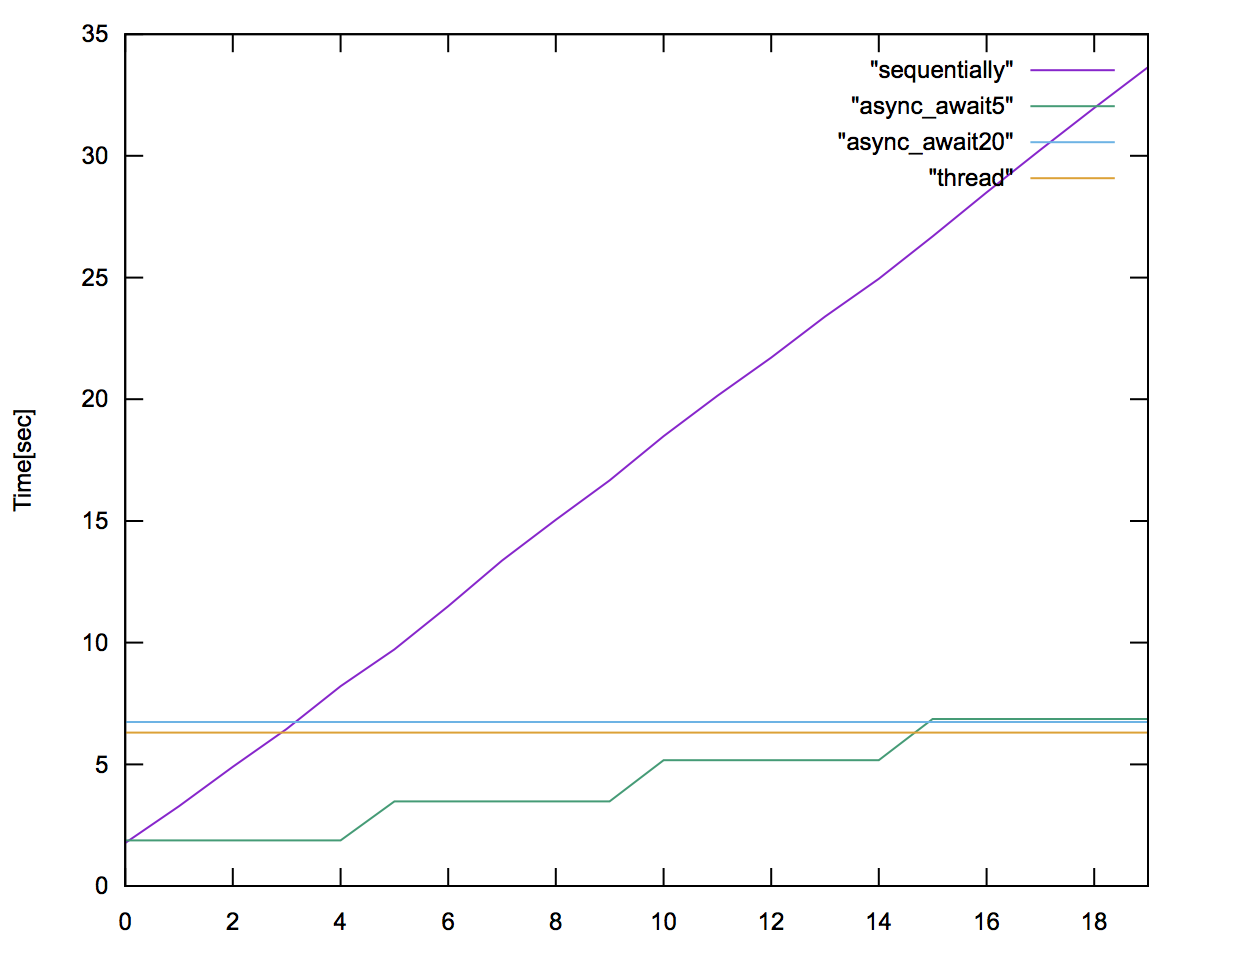 35
30
25
20
15
10
5
0
Time[sec]
"sequentially"
"async_await5"
"async_await20"
"thread"
0 2 4 6 8 10 12 14 16 18